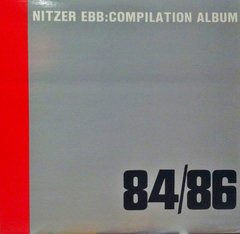 NITZER EBB:COMPILATION ALBUM
84/86